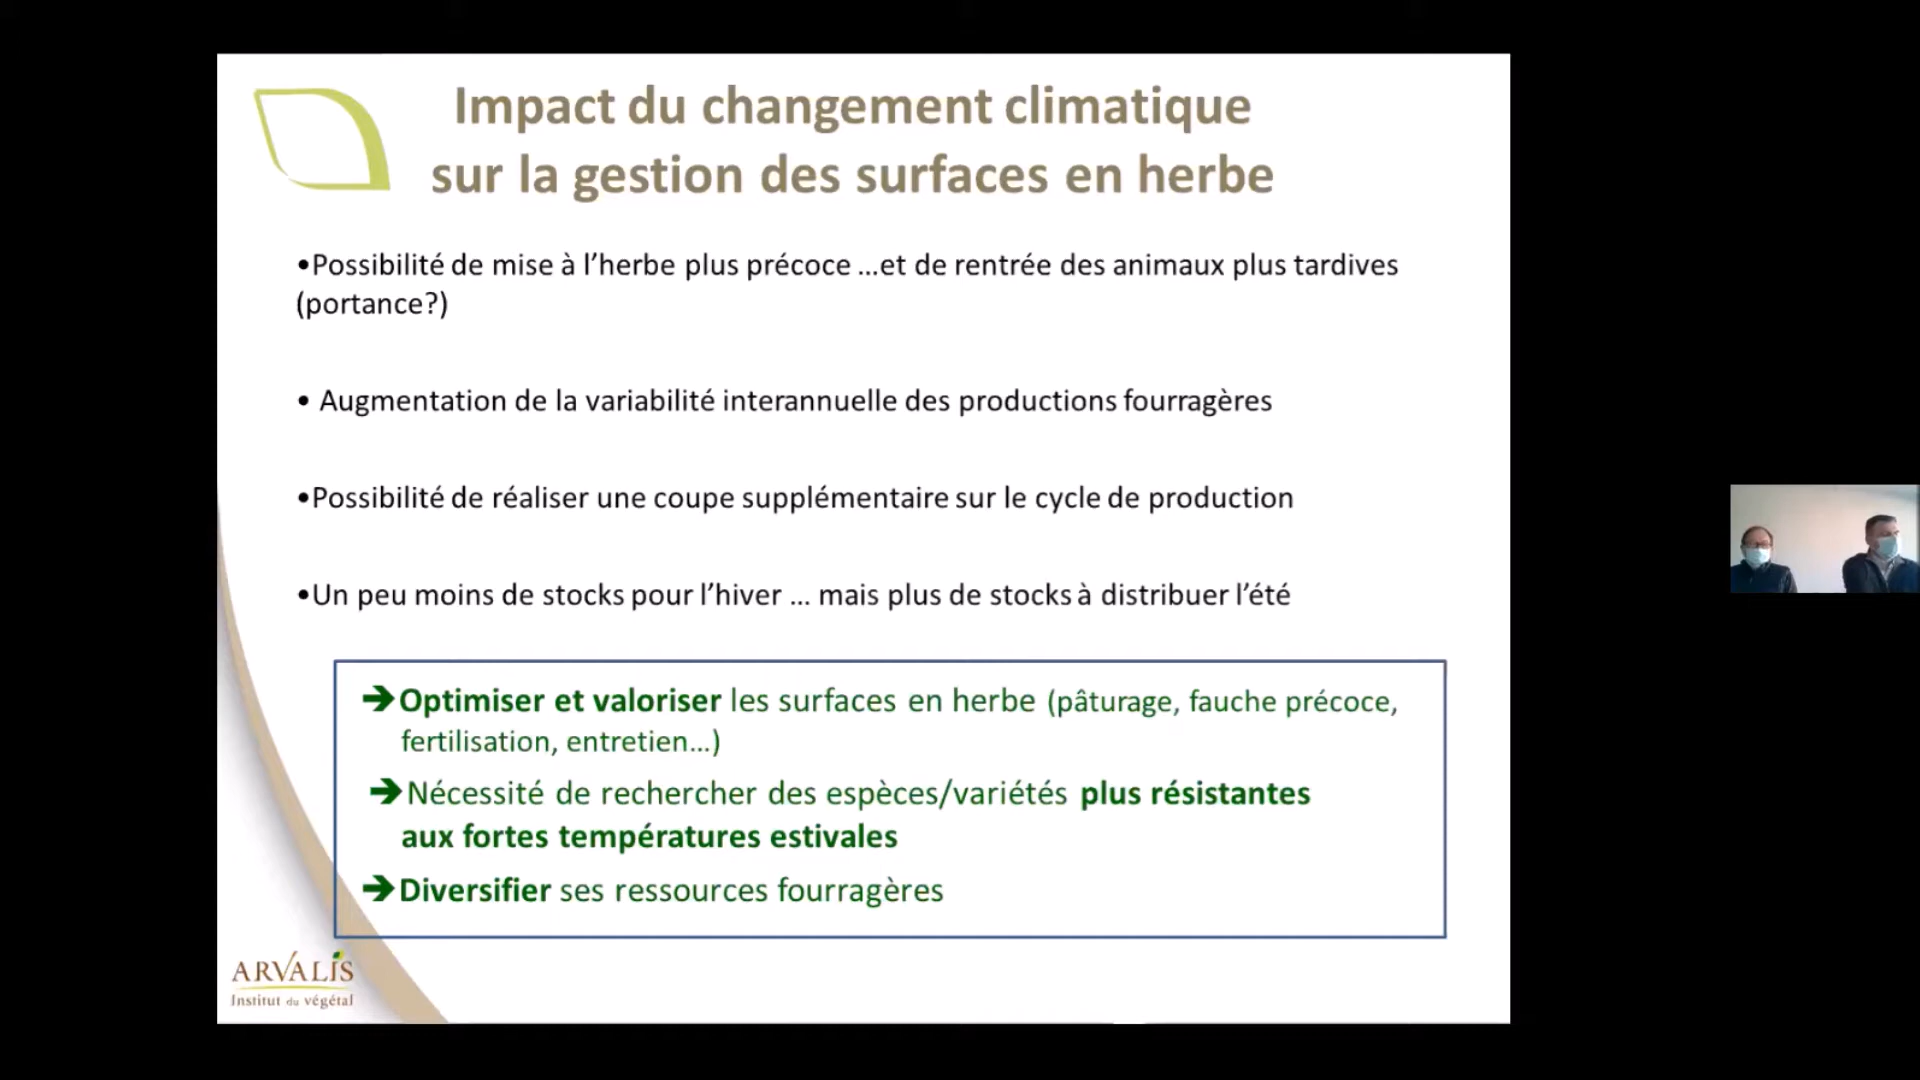 Impact du changement climatique
sur la gestion des surfaces en herbe
•Possibilité de mise à l’herbe plus précoce …et de rentrée des animaux plus tardives
(portance?)
• Augmentation de la variabilité interannuelle des productions fourragères
•Possibilité de réaliser une coupe supplémentaire sur le cycle de production
•Un peu moins de stocks pour l’hiver … mais plus de stocks à distribuer l’été
➔Optimiser et valoriser les surfaces en herbe (pâturage, fauche précoce,
fertilisation, entretien…)
➔Nécessité de rechercher des espèces/variétés plus résistantes
aux fortes températures estivales
➔Diversifier ses ressources fourragères
ARVALIS
Institut du végétal